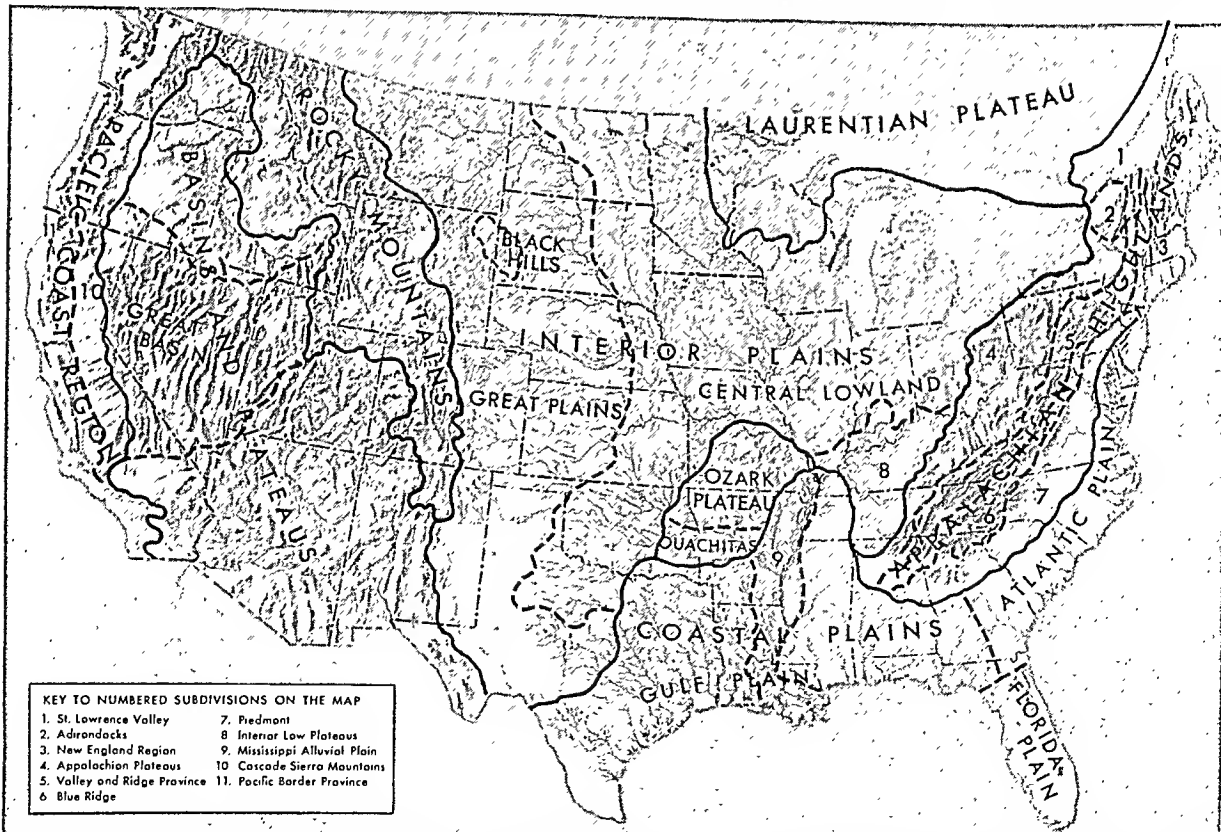 LAURENTIAN PLATEAU
ROCKY MOUNTAINS
PACIFIC COAST REGION
BASINS AND PLATEAUS
1
2
3
APPALACHIAN HIGHLANDS
BLACK HILLS
10
GREAT BASIN
INTERIOR PLAINS
4
5
CENTRAL LOWLAND
GREAT PLAINS
8
OZARK PLATEAU
7
6
OUACHITAS
9
ATLANTIC PLAIN
COASTAL PLAINS
GULF PLAIN
FLORIDA PLAIN
KEY TO NUMBERED SUBDIVISIONS ON THE MAP
1. St. Lawrence Valley
2. Adirondacks
3. New England Region
4. Appalachian Plateaus
5. Valley and Ridge Province
6 Blue Ridge
7. Piedmont
8 Interior Low Plateaus
9. Mississippi Alluvial Plain
10 Cascade Sierra Mountains
11. Pacific Border Province